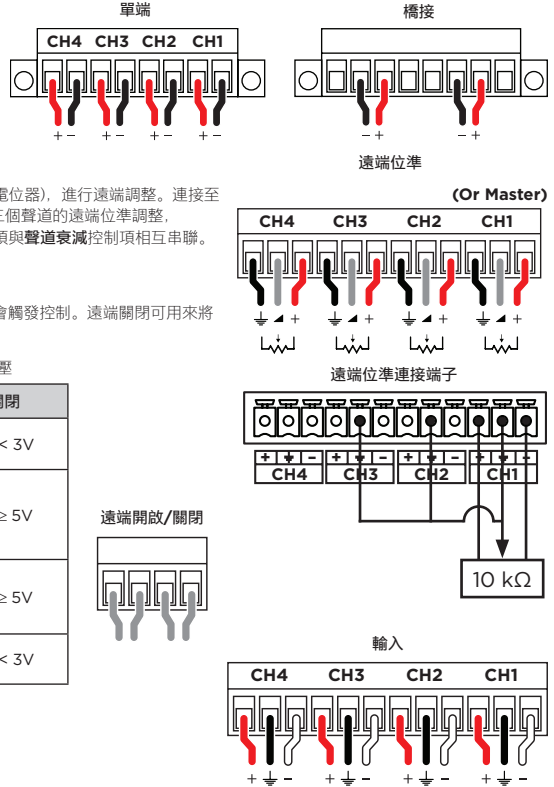 單端
橋接
CH4 CH3 CH2 CH1
+ − + − + − + −
− + − +
遠端位準
電位器)，進行遠端調整。連接至
三個聲道的遠端位準調整，
項與聲道衰減控制項相互串聯。
(Or Master)
CH4 CH3 CH2 CH1
+ + + +
會觸發控制。遠端關閉可用來將
壓
遠端位準連接端子
關閉
< 3V
≥ 5V
≥ 5V
< 3V
+ − + − + − + −
CH4 CH3 CH2 CH1
遠端開啟/關閉
10 kΩ
輸入
CH4 CH3 CH2 CH1
+ − + − + − + −